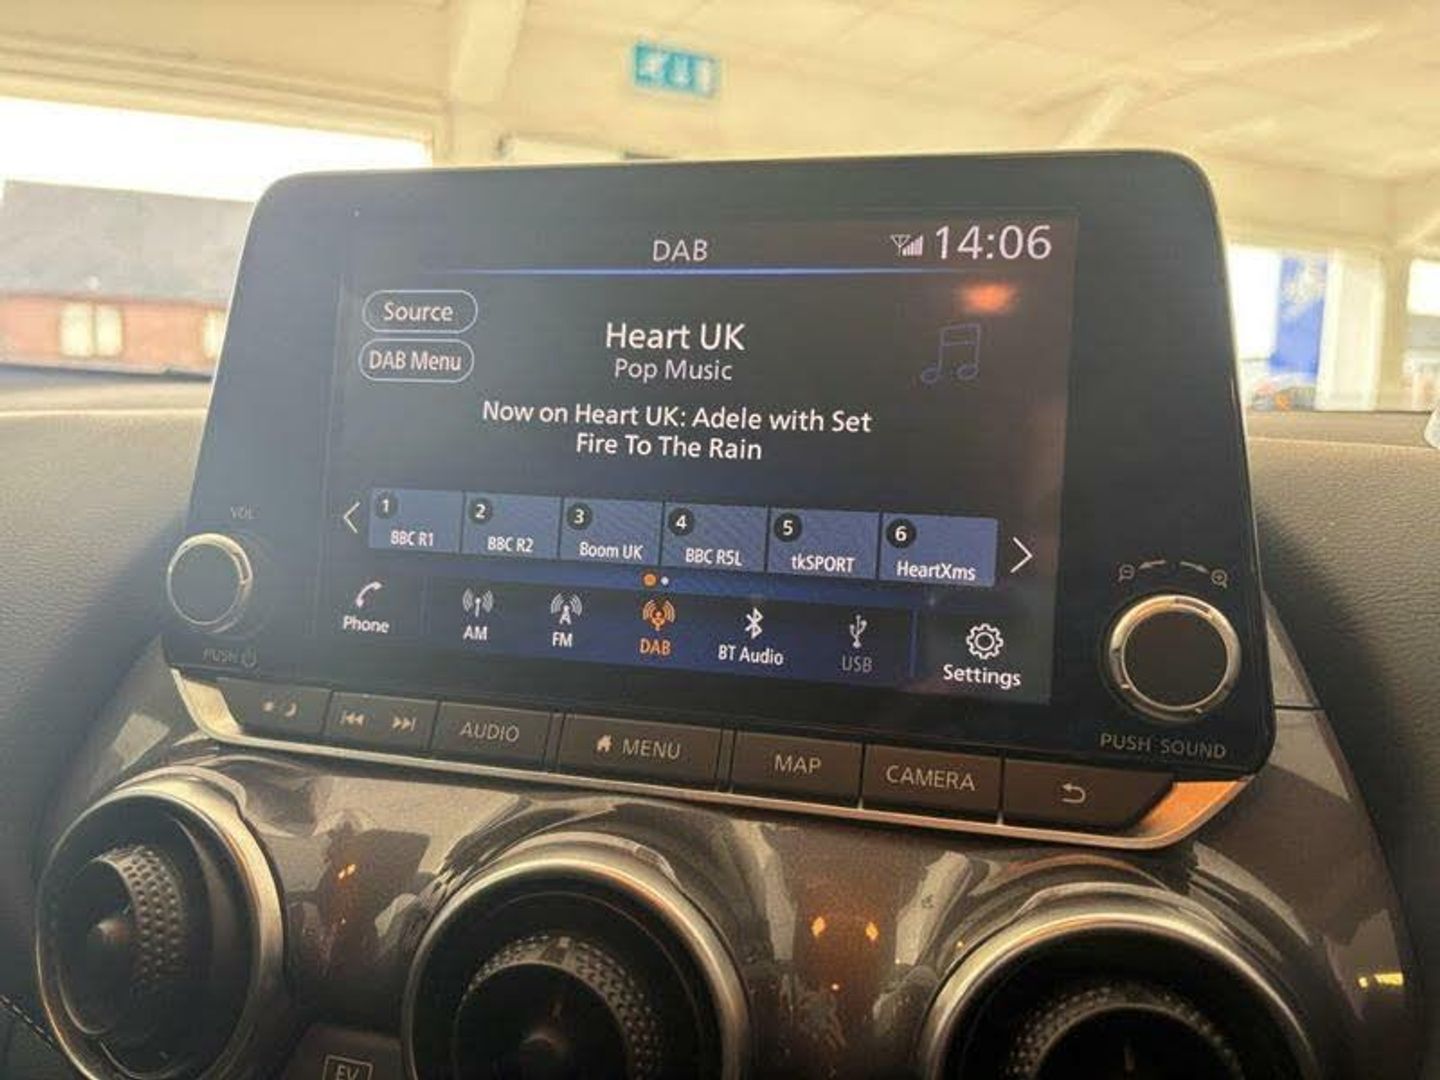 DAB
14:06
Source
DAB Menu
Heart UK
Pop Music
Now on Heart UK: Adele with Set
Fire To The Rain
1
BBC R1
2
BBC R2
3
Boom UK
4
BBC R5L
5
tkSPORT
6
HeartXms
Phone
AM
FM
DAB
BT Audio
USB
Settings
VOL
PUSH
PUSH SOUND
AUDIO
MENU
MAP
CAMERA
EV